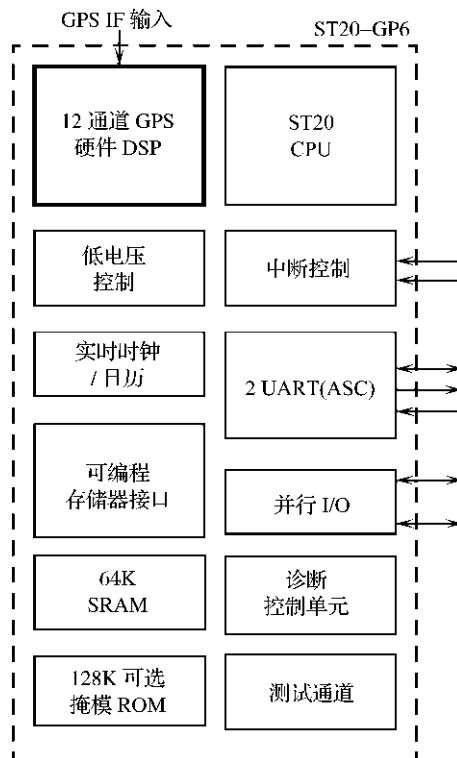 GPS IF 输入
ST20-GP6
12 通道 GPS
硬件 DSP
ST20
CPU
低电压
控制
中断控制
实时时钟
/ 日历
2 UART(ASC)
可编程
存储器接口
并行 I/O
64K
SRAM
诊断
控制单元
128K 可选
掩模 ROM
测试通道